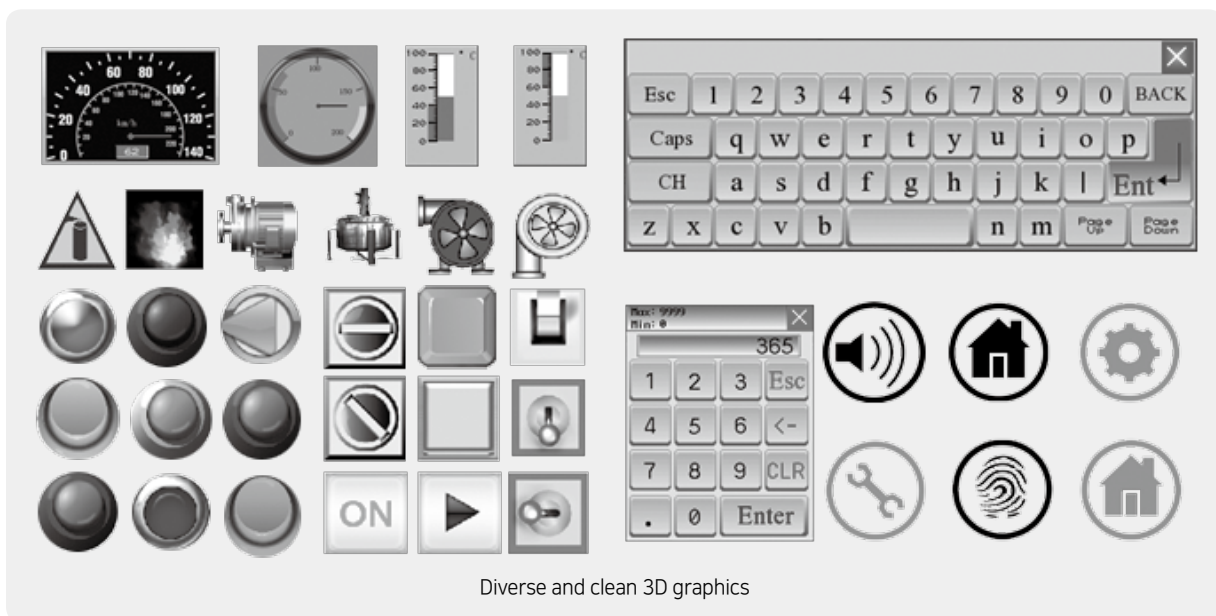 60 80
40 100
20 120
0 140
km/h
62
100
50 150
0 200
100 ° C
80
60
40
20
0
100 ° C
80
60
40
20
0
Esc 1 2 3 4 5 6 7 8 9 0 BACK
Caps q w e r t y u i o p
CH a s d f g h j k l Ent
z x c v b n m Page Up Page Down
Max: 9999
Min: 0
365
1 2 3 Esc
4 5 6 <-
7 8 9 CLR
. 0 Enter
ON
Diverse and clean 3D graphics